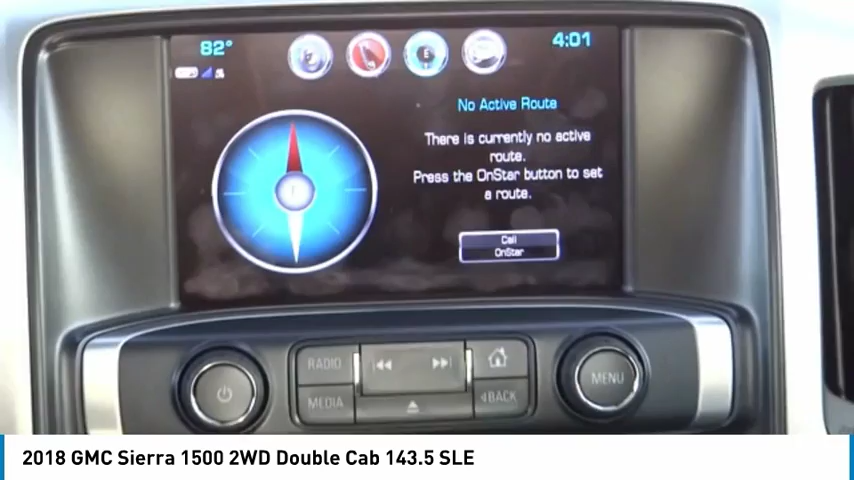 82° 4:01
No Active Route
There is currently no active
route.
Press the OnStar button to set
a route.
Call
OnStar
RADIO
MEDIA
BACK
MENU
2018 GMC Sierra 1500 2WD Double Cab 143.5 SLE